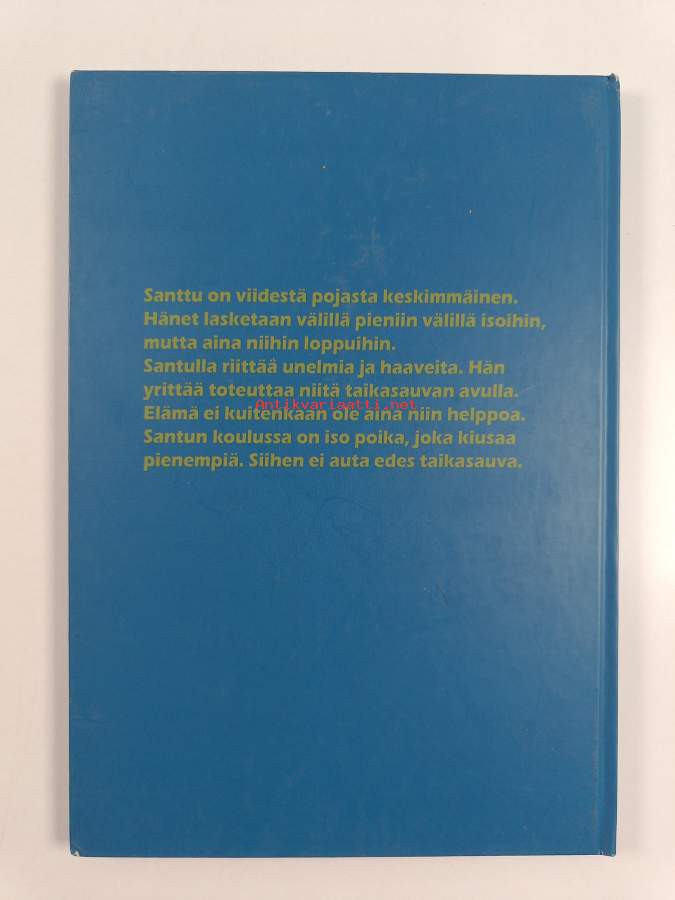 Santtu on viidestä pojasta keskimmäinen.
Hänet lasketaan välillä pieniin välillä isoihin,
mutta aina niihin loppuihin.
Santulla riittää unelmia ja haaveita. Hän
yrittää toteuttaa niitä taikasauvan avulla.
Antikvariaatti.net
Elämä ei kuitenkaan ole aina niin helppoa.
Santun koulussa on iso poika, joka kiusaa
pienempiä. Siihen ei auta edes taikasauva.